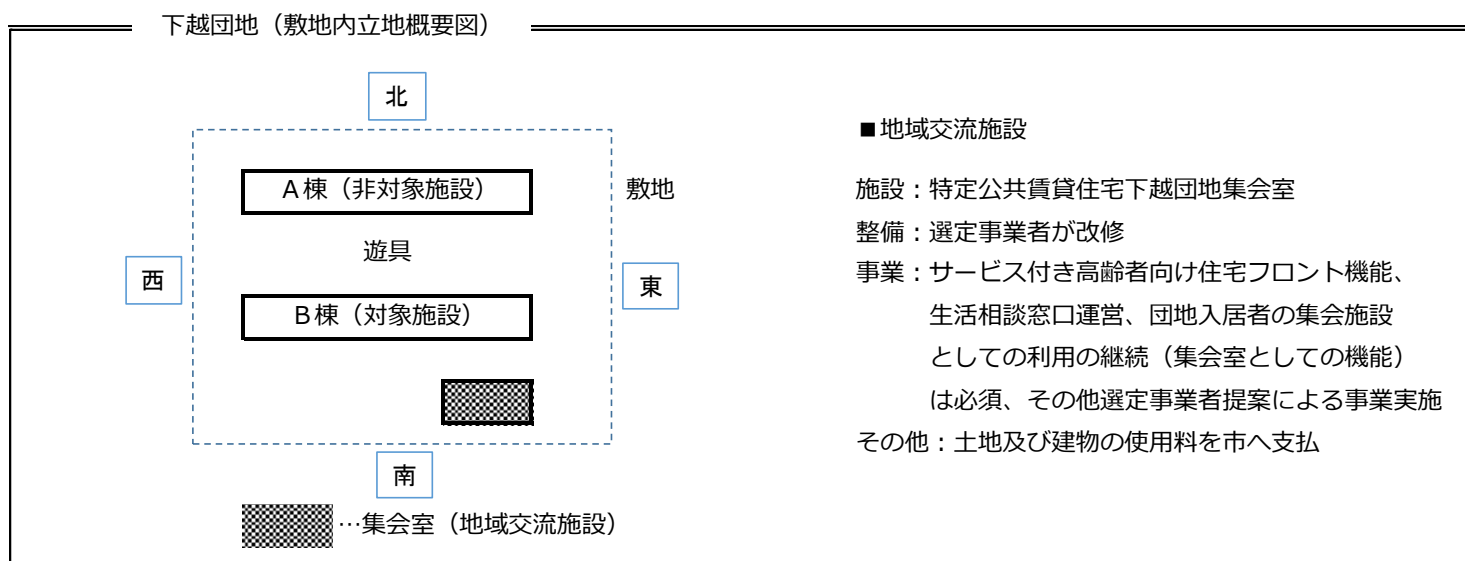 下越団地（敷地内立地概要図）
北
A棟（非対象施設）
敷地
遊具
西
東
B棟（対象施設）
南
…集会室（地域交流施設）
■地域交流施設
施設：特定公共賃貸住宅下越団地集会室
整備：選定事業者が改修
事業：サービス付き高齢者向け住宅フロント機能、
生活相談窓口運営、団地入居者の集会施設
としての利用の継続（集会室としての機能）
は必須、その他選定事業者提案による事業実施
その他：土地及び建物の使用料を市へ支払